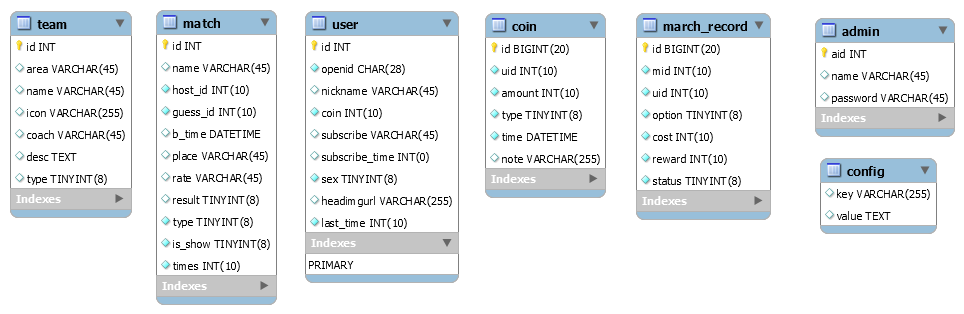 team
id INT
area VARCHAR(45)
name VARCHAR(45)
icon VARCHAR(255)
coach VARCHAR(45)
desc TEXT
type TINYINT(8)
Indexes
match
id INT
name VARCHAR(45)
host_id INT(10)
guess_id INT(10)
b_time DATETIME
place VARCHAR(45)
rate VARCHAR(45)
result TINYINT(8)
type TINYINT(8)
is_show TINYINT(8)
times INT(10)
Indexes
user
id INT
openid CHAR(28)
nickname VARCHAR(45)
coin INT(10)
subscribe VARCHAR(45)
subscribe_time INT(0)
sex TINYINT(8)
headimgurl VARCHAR(255)
last_time INT(10)
Indexes
PRIMARY
coin
id BIGINT(20)
uid INT(10)
amount INT(10)
type TINYINT(8)
time DATETIME
note VARCHAR(255)
Indexes
march_record
id BIGINT(20)
mid INT(10)
uid INT(10)
option TINYINT(8)
cost INT(10)
reward INT(10)
status TINYINT(8)
Indexes
admin
aid INT
name VARCHAR(45)
password VARCHAR(45)
Indexes
config
key VARCHAR(255)
value TEXT